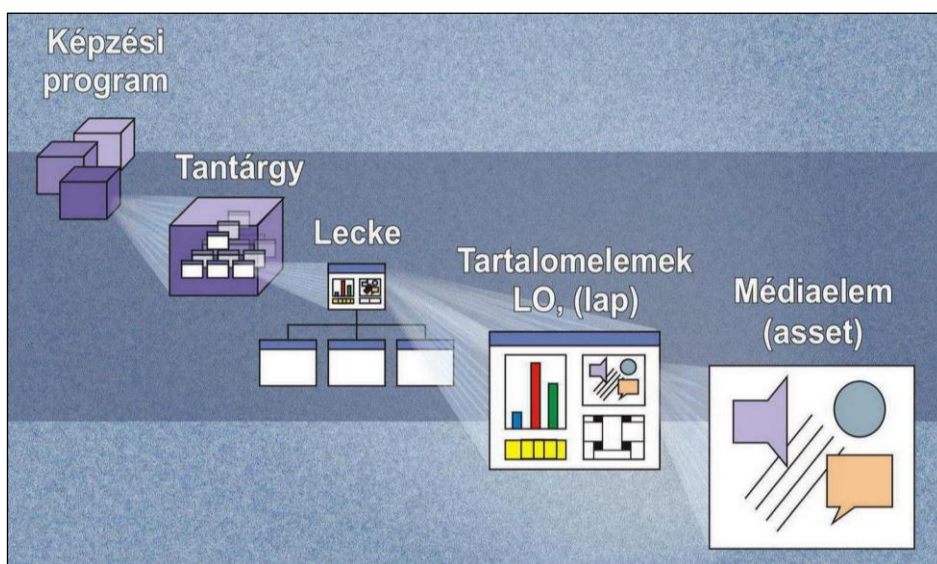 Képzési
program
Tantárgy
Lecke
Tartalomelemek
LO, (lap)
Médiaelem
(asset)